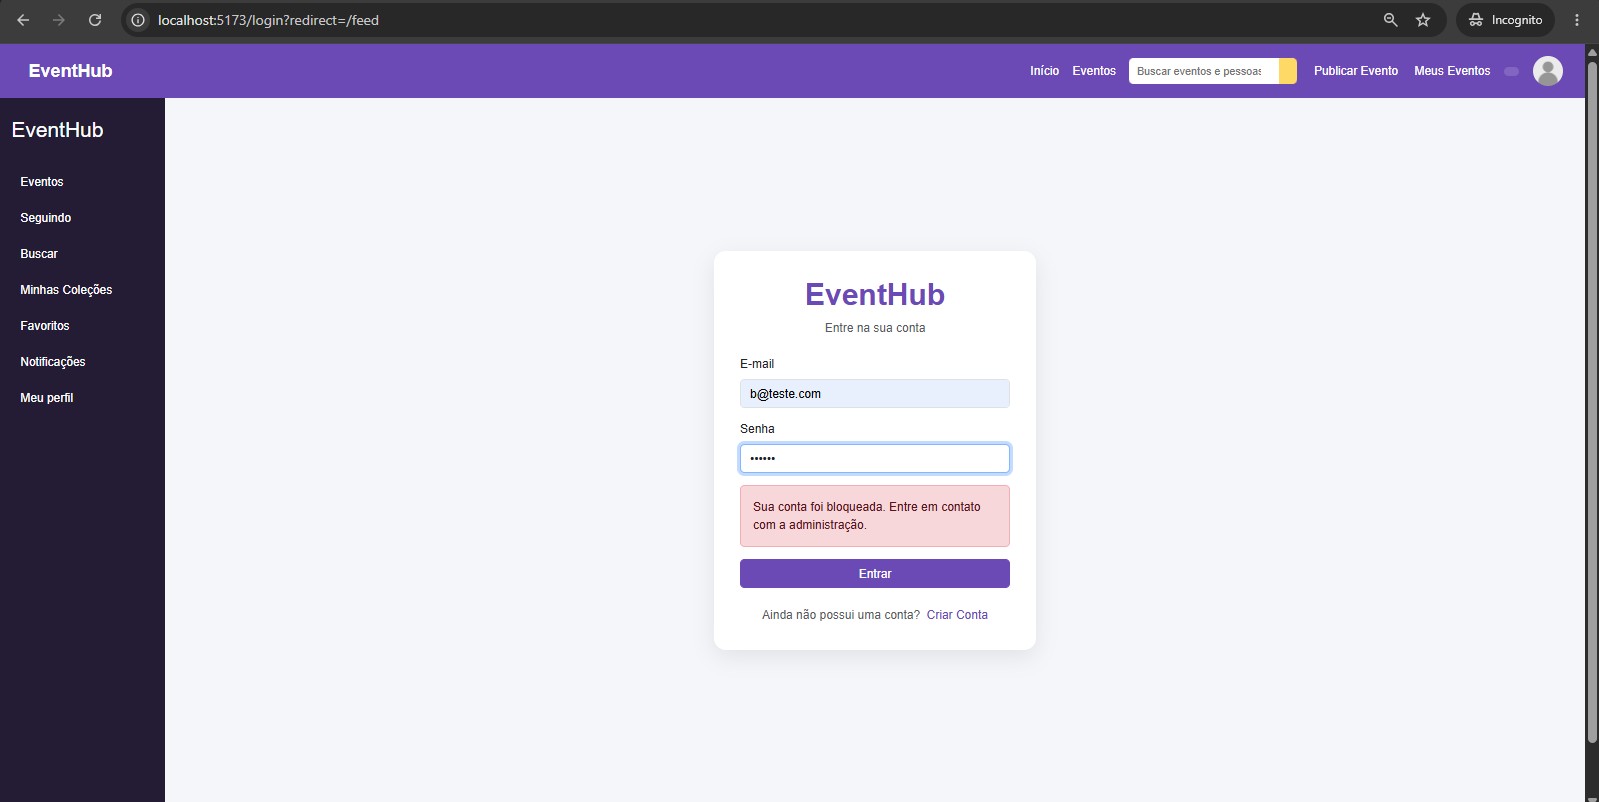 localhost:5173/login?redirect=/feed
Incognito
EventHub
Início Eventos Buscar eventos e pessoas Publicar Evento Meus Eventos
EventHub
Eventos
Seguindo
Buscar
Minhas Coleções
Favoritos
Notificações
Meu perfil
EventHub
Entre na sua conta
E-mail
b@teste.com
Senha
••••••
Sua conta foi bloqueada. Entre em contato
com a administração.
Entrar
Ainda não possui uma conta? Criar Conta